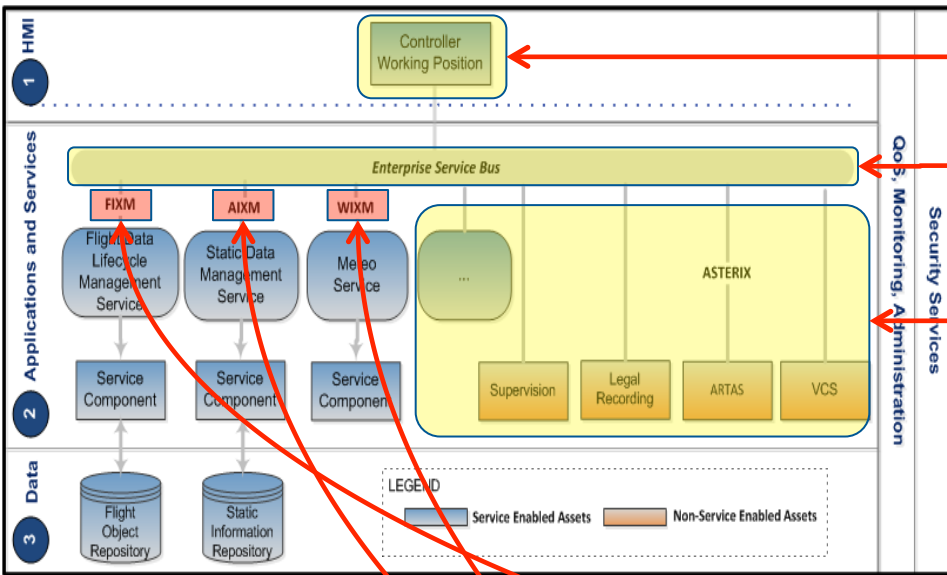 1 HMI
Controller
Working Position
2 Applications and Services
Enterprise Service Bus
FIXM
AIXM
WIXM
Flight Data
Lifecycle
Management
Service
Static Data
Management
Service
Meteo
Service
...
ASTERIX
Service
Component
Service
Component
Service
Component
Supervision
Legal
Recording
ARTAS
VCS
3 Data
Flight
Object
Repository
Static
Information
Repository
LEGEND
Service Enabled Assets
Non-Service Enabled Assets
QoS, Monitoring, Administration
Security Services